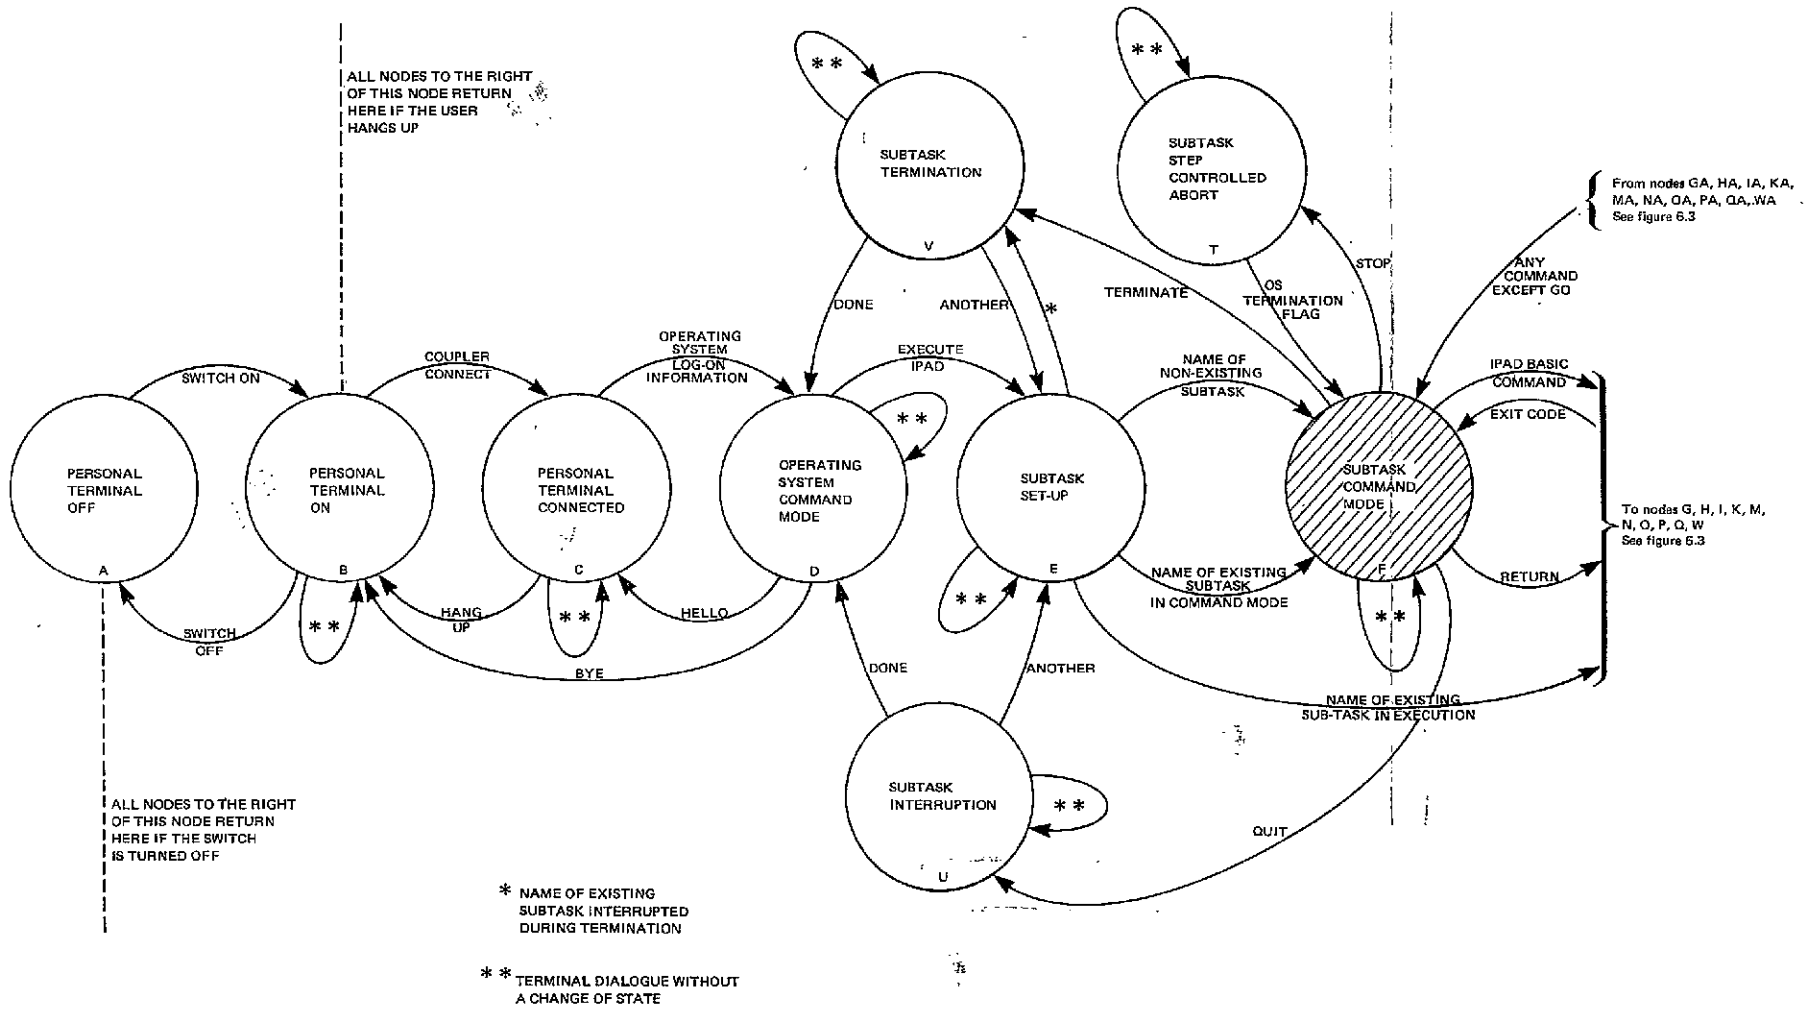 ALL NODES TO THE RIGHT
OF THIS NODE RETURN
HERE IF THE USER
HANGS UP
* *
SUBTASK
TERMINATION
V
* *
SUBTASK
STEP
CONTROLLED
ABORT
T
From nodes GA, HA, IA, KA,
MA, NA, OA, PA, QA, WA
See figure 6.3
STOP
ANY
COMMAND
EXCEPT GO
OS
TERMINATION
FLAG
TERMINATE
DONE
ANOTHER
*
SWITCH ON
COUPLER
CONNECT
OPERATING
SYSTEM
LOG-ON
INFORMATION
EXECUTE
IPAD
NAME OF
NON-EXISTING
SUBTASK
IPAD BASIC
COMMAND
EXIT CODE
* *
PERSONAL
TERMINAL
OFF
A
PERSONAL
TERMINAL
ON
B
PERSONAL
TERMINAL
CONNECTED
C
OPERATING
SYSTEM
COMMAND
MODE
D
SUBTASK
SET-UP
E
SUBTASK
COMMAND
MODE
F
To nodes G, H, I, K, M,
N, O, P, Q, W
See figure 6.3
SWITCH
OFF
* *
HANG
UP
* *
HELLO
BYE
* *
NAME OF EXISTING
SUBTASK
IN COMMAND MODE
* *
RETURN
DONE
ANOTHER
NAME OF EXISTING
SUB-TASK IN EXECUTION
SUBTASK
INTERRUPTION
U
* *
QUIT
ALL NODES TO THE RIGHT
OF THIS NODE RETURN
HERE IF THE SWITCH
IS TURNED OFF
* NAME OF EXISTING
SUBTASK INTERRUPTED
DURING TERMINATION
* * TERMINAL DIALOGUE WITHOUT
A CHANGE OF STATE